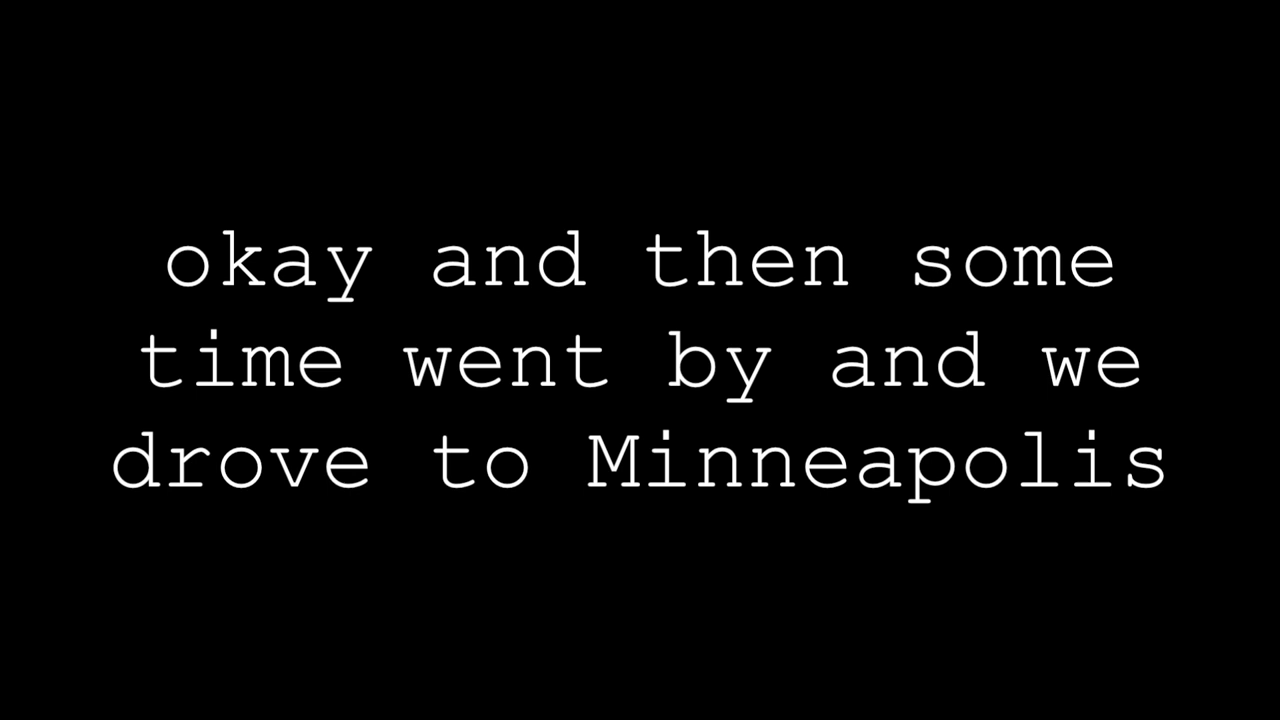 okay and then some
time went by and we
drove to Minneapolis